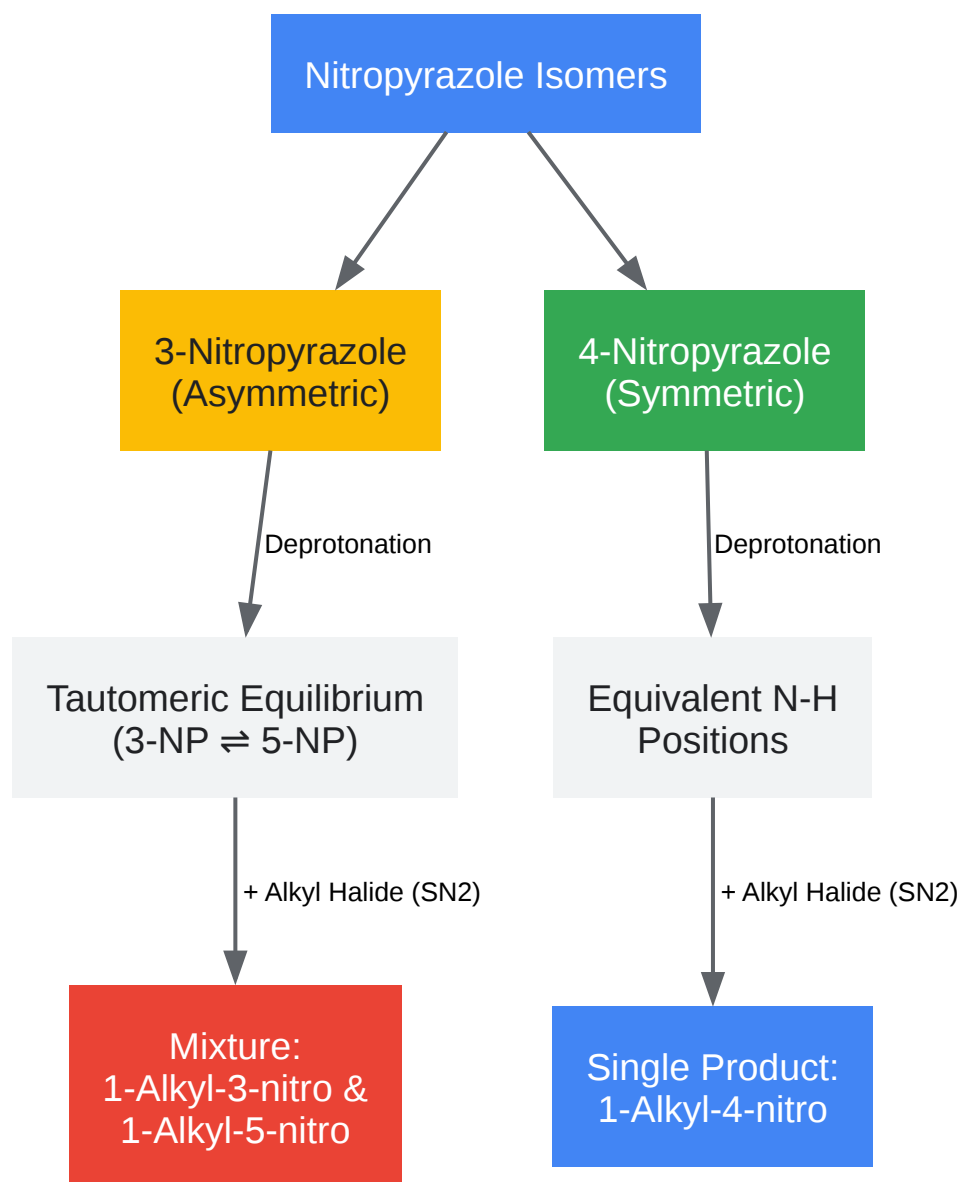 Nitropyrazole Isomers
3-Nitropyrazole
(Asymmetric)
4-Nitropyrazole
(Symmetric)
Deprotonation
Deprotonation
Tautomeric Equilibrium
(3-NP ⇌ 5-NP)
Equivalent N-H
Positions
+ Alkyl Halide (SN2)
+ Alkyl Halide (SN2)
Mixture:
1-Alkyl-3-nitro &
1-Alkyl-5-nitro
Single Product:
1-Alkyl-4-nitro